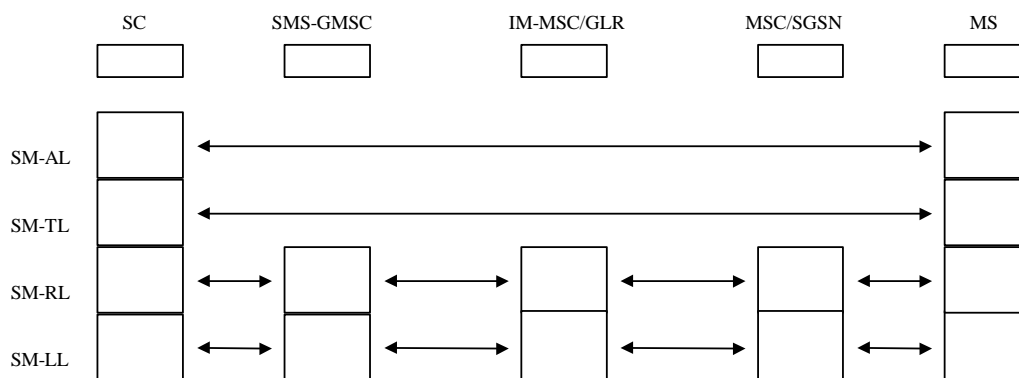 SC SMS-GMSC IM-MSC/GLR MSC/SGSN MS
SM-AL
SM-TL
SM-RL
SM-LL